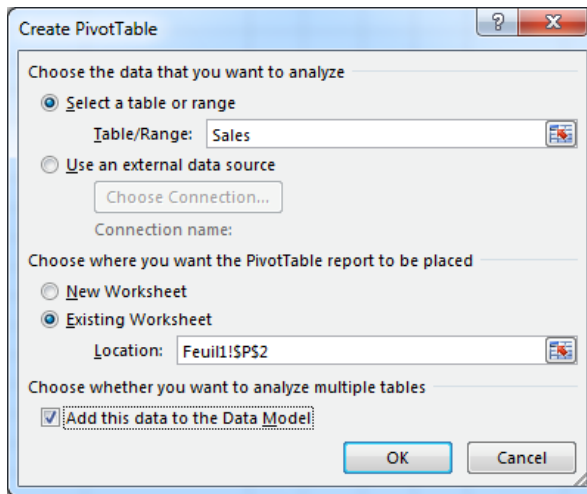 Create PivotTable
Choose the data that you want to analyze
Select a table or range
Table/Range: Sales
Use an external data source
Choose Connection...
Connection name:
Choose where you want the PivotTable report to be placed
New Worksheet
Existing Worksheet
Location: Feuil1!$P$2
Choose whether you want to analyze multiple tables
Add this data to the Data Model
OK Cancel